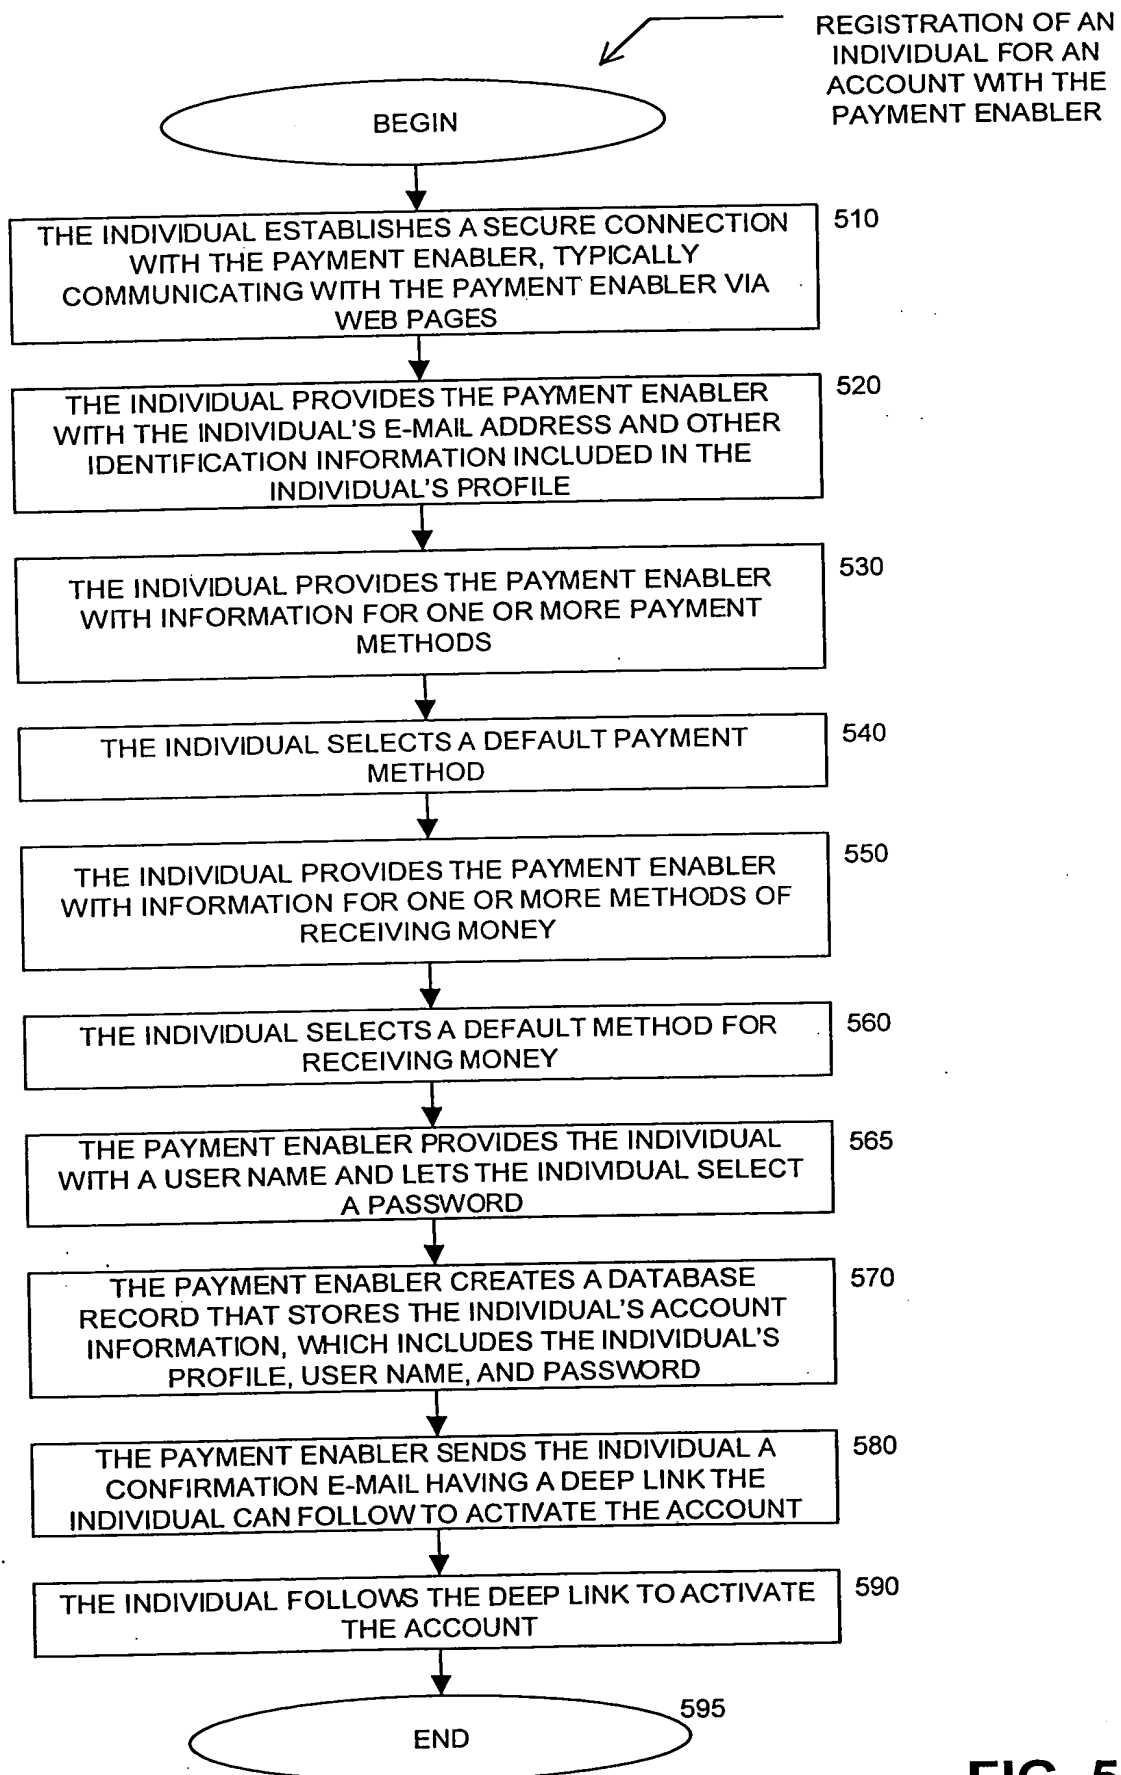 REGISTRATION OF AN
INDIVIDUAL FOR AN
ACCOUNT WITH THE
PAYMENT ENABLER
BEGIN
510
THE INDIVIDUAL ESTABLISHES A SECURE CONNECTION
WITH THE PAYMENT ENABLER, TYPICALLY
COMMUNICATING WITH THE PAYMENT ENABLER VIA
WEB PAGES
520
THE INDIVIDUAL PROVIDES THE PAYMENT ENABLER
WITH THE INDIVIDUAL'S E-MAIL ADDRESS AND OTHER
IDENTIFICATION INFORMATION INCLUDED IN THE
INDIVIDUAL'S PROFILE
530
THE INDIVIDUAL PROVIDES THE PAYMENT ENABLER
WITH INFORMATION FOR ONE OR MORE PAYMENT
METHODS
540
THE INDIVIDUAL SELECTS A DEFAULT PAYMENT
METHOD
550
THE INDIVIDUAL PROVIDES THE PAYMENT ENABLER
WITH INFORMATION FOR ONE OR MORE METHODS OF
RECEIVING MONEY
560
THE INDIVIDUAL SELECTS A DEFAULT METHOD FOR
RECEIVING MONEY
565
THE PAYMENT ENABLER PROVIDES THE INDIVIDUAL
WITH A USER NAME AND LETS THE INDIVIDUAL SELECT
A PASSWORD
570
THE PAYMENT ENABLER CREATES A DATABASE
RECORD THAT STORES THE INDIVIDUAL'S ACCOUNT
INFORMATION, WHICH INCLUDES THE INDIVIDUAL'S
PROFILE, USER NAME, AND PASSWORD
580
THE PAYMENT ENABLER SENDS THE INDIVIDUAL A
CONFIRMATION E-MAIL HAVING A DEEP LINK THE
INDIVIDUAL CAN FOLLOW TO ACTIVATE THE ACCOUNT
590
THE INDIVIDUAL FOLLOWS THE DEEP LINK TO ACTIVATE
THE ACCOUNT
595
END
FIG. 5